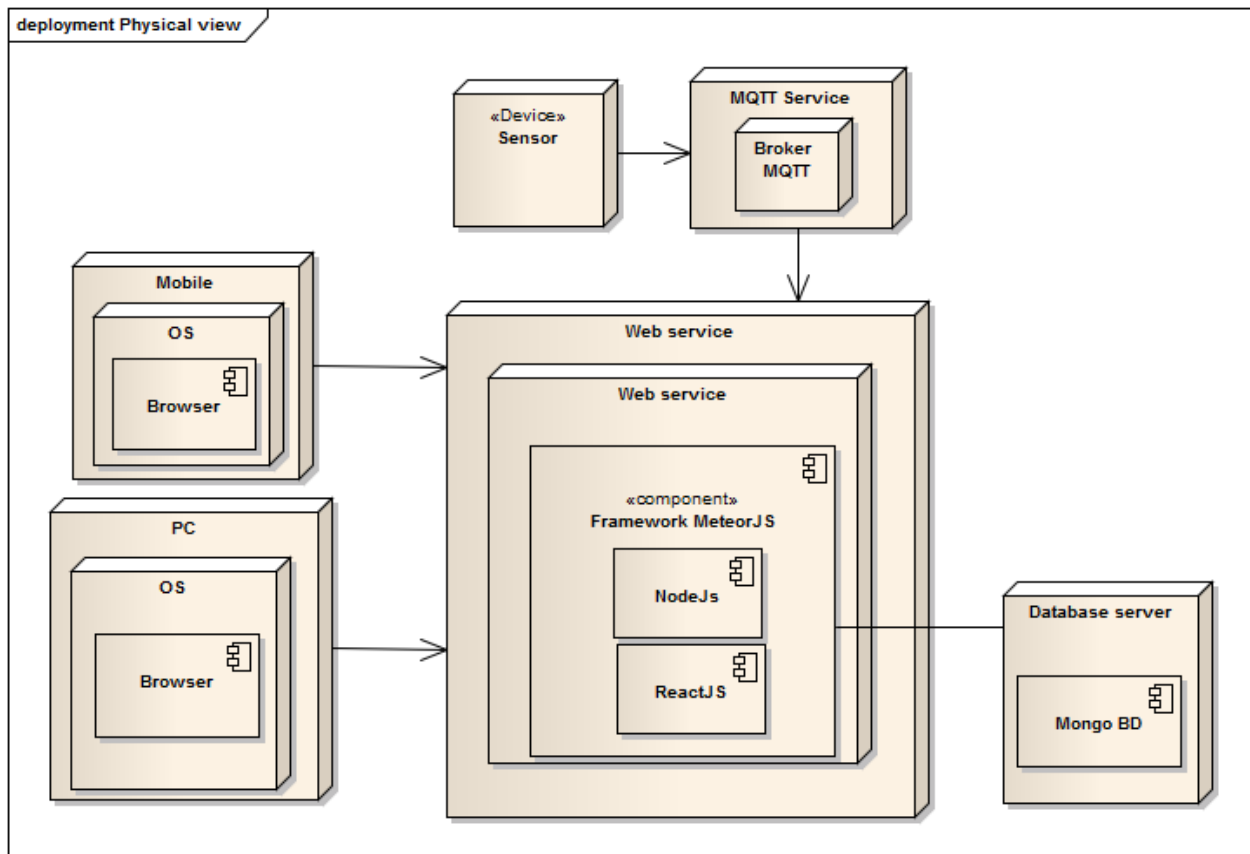 deployment Physical view
«Device»
Sensor
MQTT Service
Broker
MQTT
Mobile
OS
Browser
Web service
Web service
«component»
Framework MeteorJS
NodeJs
ReactJS
PC
OS
Browser
Database server
Mongo BD